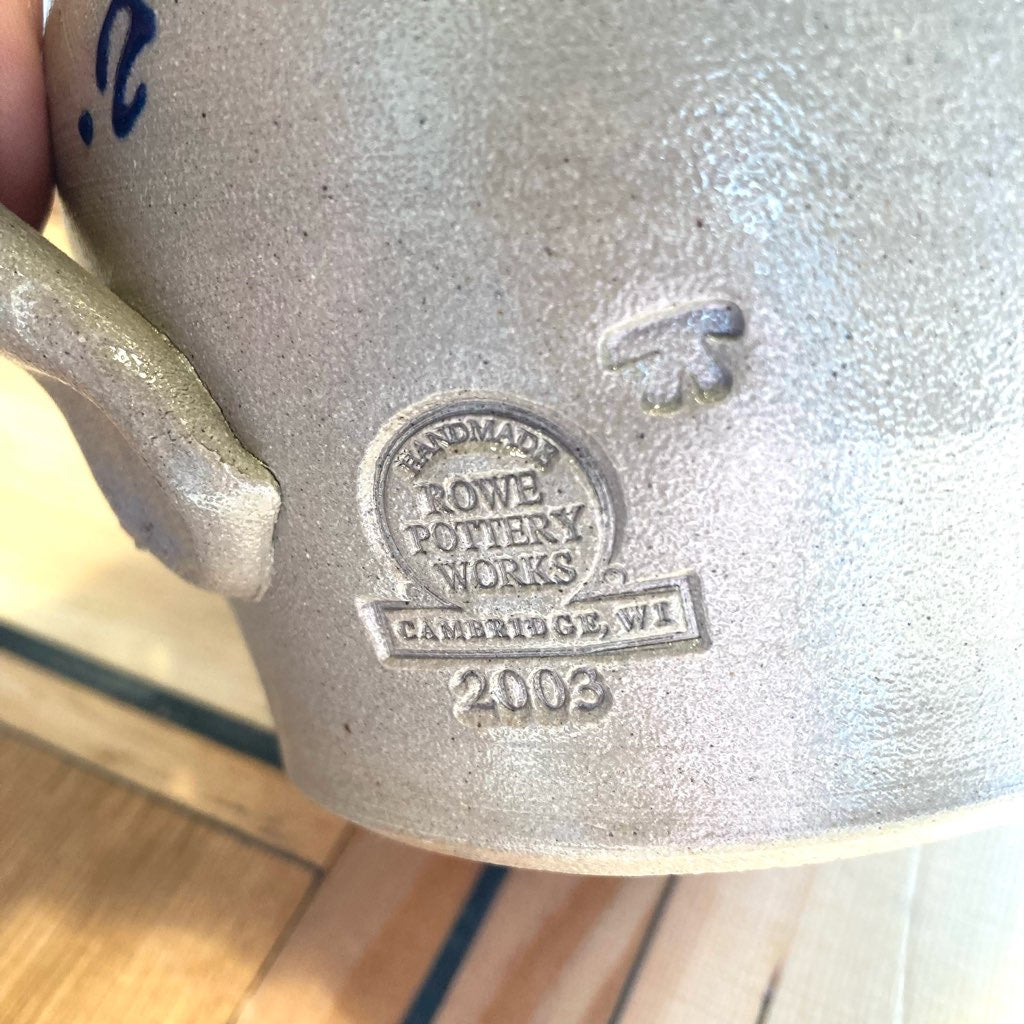 HANDMADE
ROWE
POTTERY
WORKS
CAMBRIDGE, WI
2003